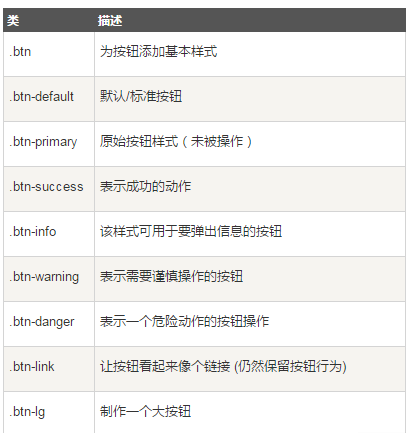 类 描述
.btn 为按钮添加基本样式
.btn-default 默认/标准按钮
.btn-primary 原始按钮样式（未被操作）
.btn-success 表示成功的动作
.btn-info 该样式可用于要弹出信息的按钮
.btn-warning 表示需要谨慎操作的按钮
.btn-danger 表示一个危险动作的按钮操作
.btn-link 让按钮看起来像个链接 (仍然保留按钮行为)
.btn-lg 制作一个大按钮